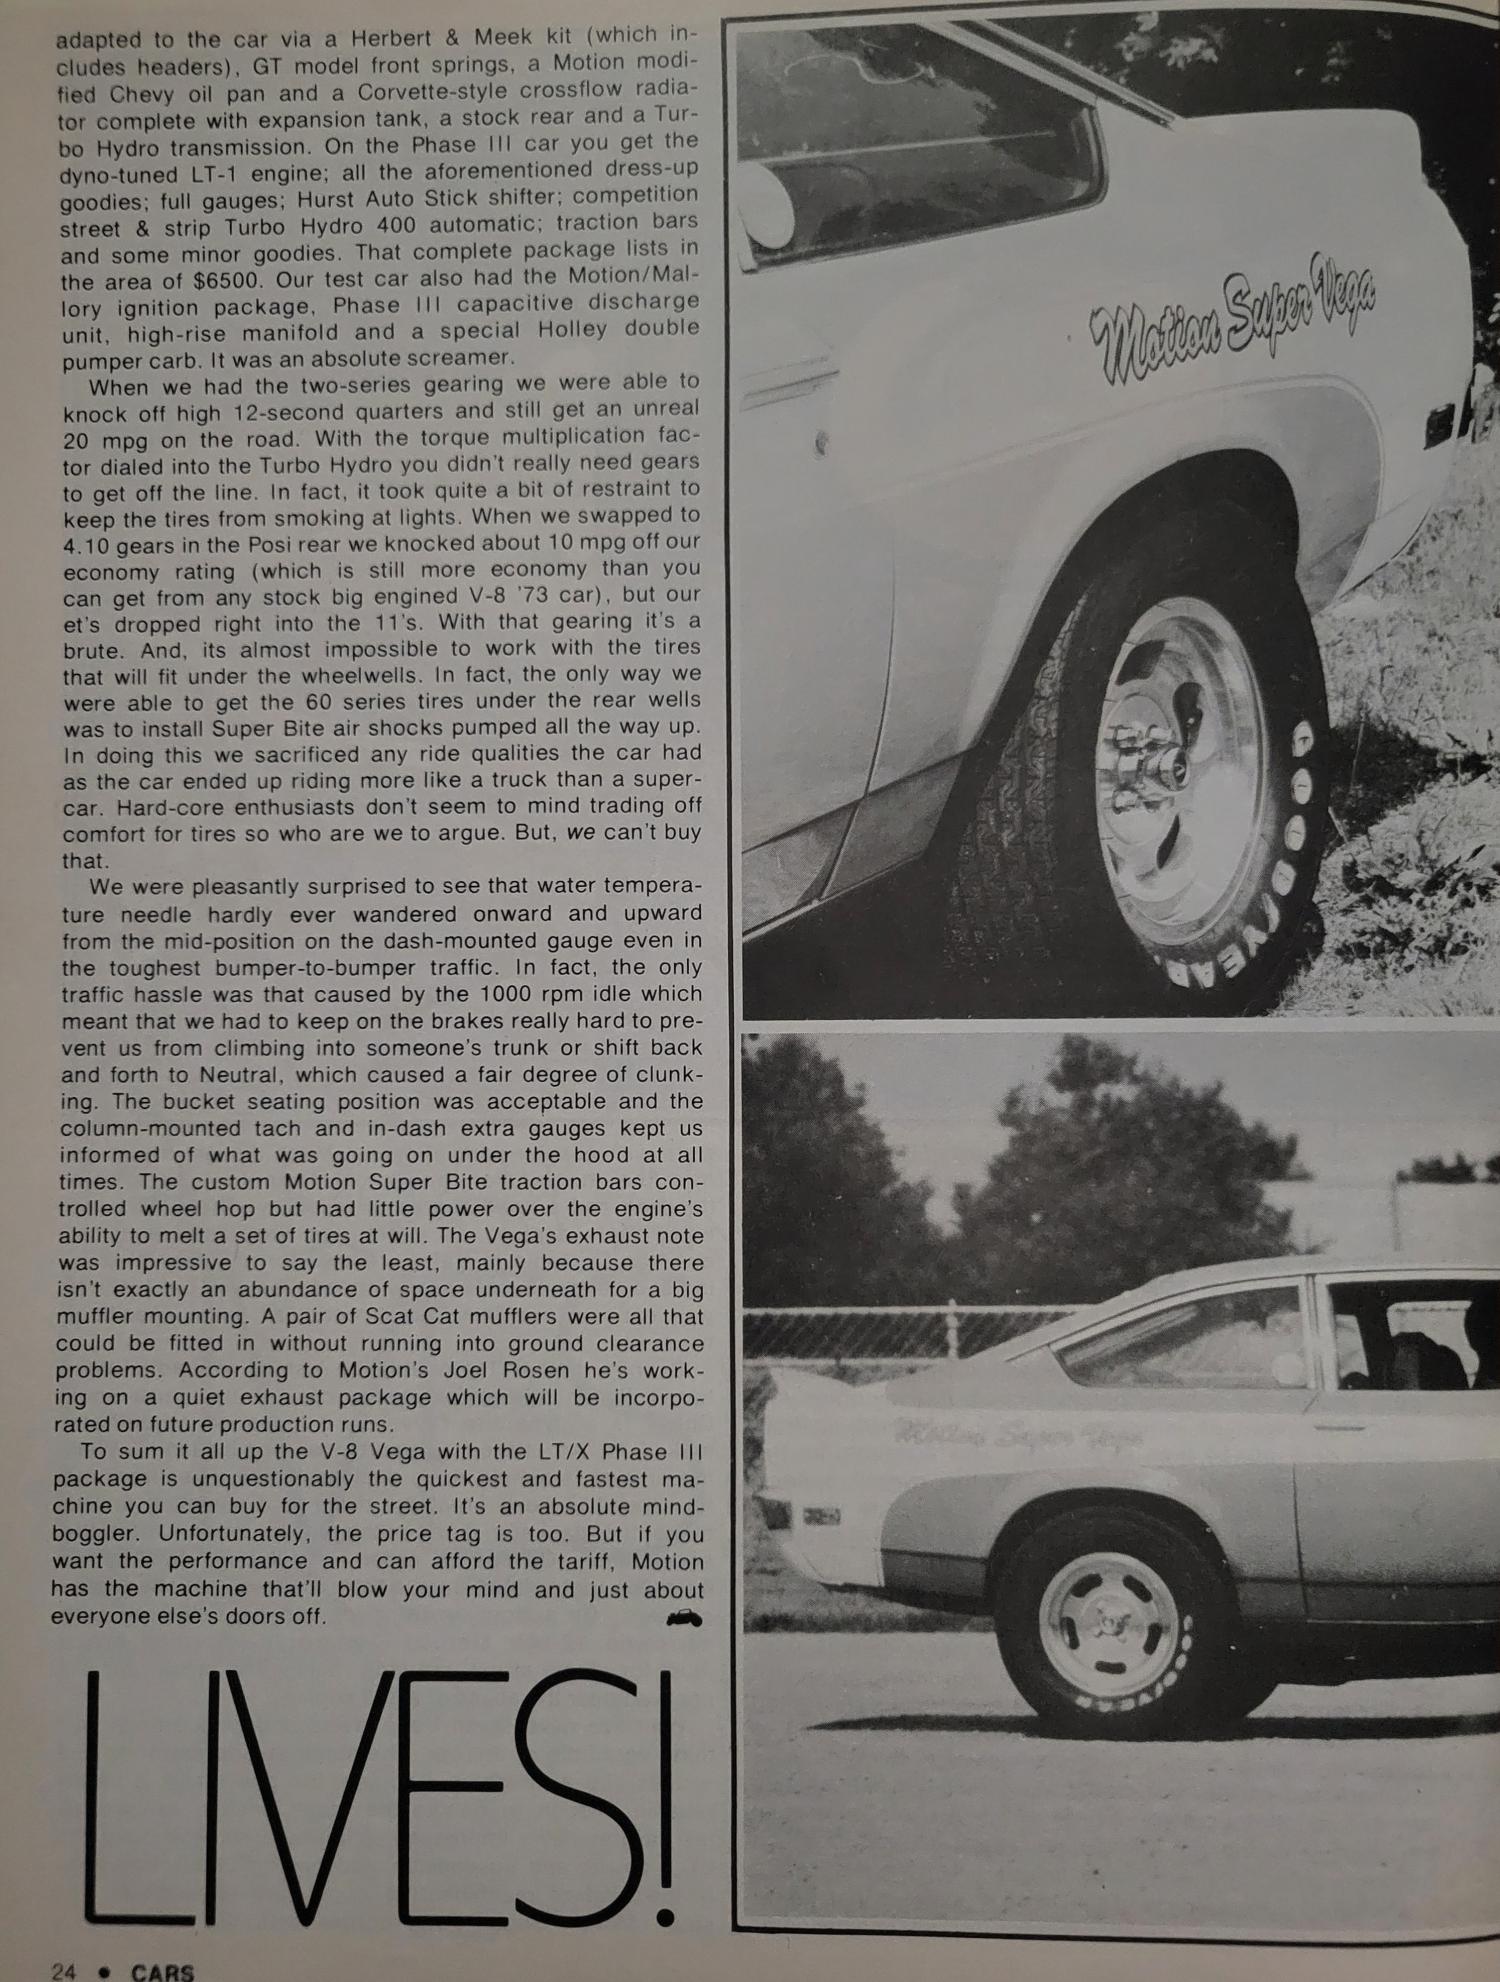 adapted to the car via a Herbert & Meek kit (which in-
cludes headers), GT model front springs, a Motion modi-
fied Chevy oil pan and a Corvette-style crossflow radia-
tor complete with expansion tank, a stock rear and a Tur-
bo Hydro transmission. On the Phase III car you get the
dyno-tuned LT-1 engine; all the aforementioned dress-up
goodies; full gauges; Hurst Auto Stick shifter; competition
street & strip Turbo Hydro 400 automatic; traction bars
and some minor goodies. That complete package lists in
the area of $6500. Our test car also had the Motion/Mal-
lory ignition package, Phase III capacitive discharge
unit, high-rise manifold and a special Holley double
pumper carb. It was an absolute screamer.
When we had the two-series gearing we were able to
knock off high 12-second quarters and still get an unreal
20 mpg on the road. With the torque multiplication fac-
tor dialed into the Turbo Hydro you didn't really need gears
to get off the line. In fact, it took quite a bit of restraint to
keep the tires from smoking at lights. When we swapped to
4.10 gears in the Posi rear we knocked about 10 mpg off our
economy rating (which is still more economy than you
can get from any stock big engined V-8 '73 car), but our
et's dropped right into the 11's. With that gearing it's a
brute. And, its almost impossible to work with the tires
that will fit under the wheelwells. In fact, the only way we
were able to get the 60 series tires under the rear wells
was to install Super Bite air shocks pumped all the way up.
In doing this we sacrificed any ride qualities the car had
as the car ended up riding more like a truck than a super-
car. Hard-core enthusiasts don't seem to mind trading off
comfort for tires so who are we to argue. But, we can't buy
that.
We were pleasantly surprised to see that water tempera-
ture needle hardly ever wandered onward and upward
from the mid-position on the dash-mounted gauge even in
the toughest bumper-to-bumper traffic. In fact, the only
traffic hassle was that caused by the 1000 rpm idle which
meant that we had to keep on the brakes really hard to pre-
vent us from climbing into someone's trunk or shift back
and forth to Neutral, which caused a fair degree of clunk-
ing. The bucket seating position was acceptable and the
column-mounted tach and in-dash extra gauges kept us
informed of what was going on under the hood at all
times. The custom Motion Super Bite traction bars con-
trolled wheel hop but had little power over the engine's
ability to melt a set of tires at will. The Vega's exhaust note
was impressive to say the least, mainly because there
isn't exactly an abundance of space underneath for a big
muffler mounting. A pair of Scat Cat mufflers were all that
could be fitted in without running into ground clearance
problems. According to Motion's Joel Rosen he's work-
ing on a quiet exhaust package which will be incorpo-
rated on future production runs.
To sum it all up the V-8 Vega with the LT/X Phase III
package is unquestionably the quickest and fastest ma-
chine you can buy for the street. It's an absolute mind-
boggler. Unfortunately, the price tag is too. But if you
want the performance and can afford the tariff, Motion
has the machine that'll blow your mind and just about
everyone else's doors off.
LIVES!
24 • CARS
Motion Super Vega
GOODYEAR
Motion Super Vega
GOODYEAR